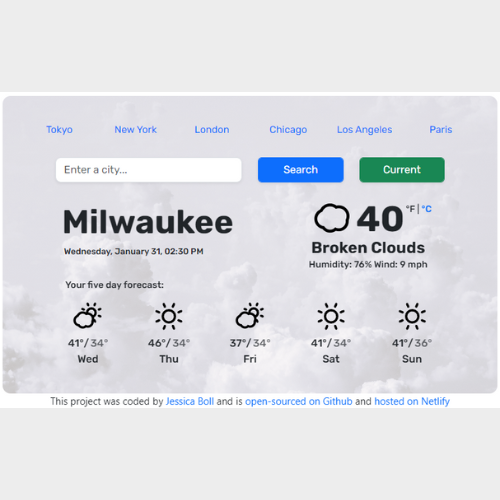 Tokyo New York London Chicago Los Angeles Paris
Enter a city... Search Current
Milwaukee
Wednesday, January 31, 02:30 PM
40 °F | °C
Broken Clouds
Humidity: 76% Wind: 9 mph
Your five day forecast:
41°/ 34° 46°/ 34° 37°/ 34° 41°/ 34° 41°/ 36°
Wed Thu Fri Sat Sun
This project was coded by Jessica Boll and is open-sourced on Github and hosted on Netlify